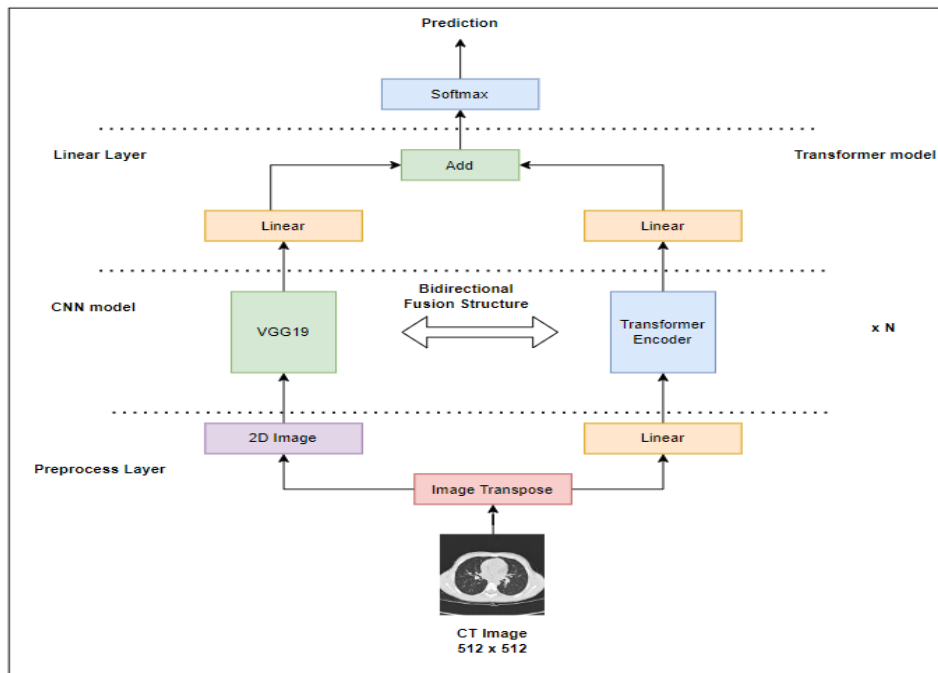 Prediction
Softmax
Linear Layer
Add
Transformer model
Linear
Linear
CNN model
VGG19
Bidirectional
Fusion Structure
Transformer
Encoder
x N
2D Image
Linear
Preprocess Layer
Image Transpose
CT Image
512 x 512